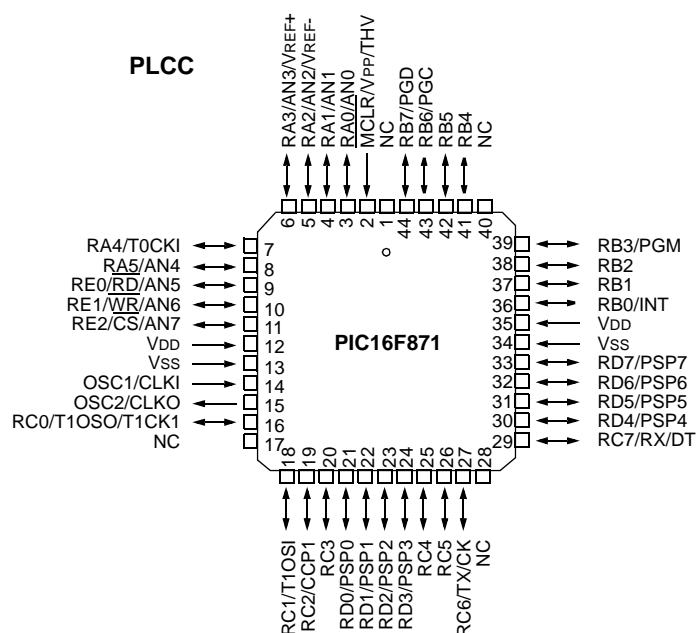 PLCC
RA3/AN3/VREF+
RA2/AN2/VREF-
RA1/AN1
RA0/AN0
MCLR/VPP/THV
NC
RB7/PGD
RB6/PGC
RB5
RB4
NC
6
5
4
3
2
1
44
43
42
41
40
RA4/T0CKI 7
RA5/AN4 8
RE0/RD/AN5 9
RE1/WR/AN6 10
RE2/CS/AN7 11
VDD 12
VSS 13
OSC1/CLKI 14
OSC2/CLKO 15
RC0/T1OSO/T1CK1 16
NC 17
PIC16F871
39 RB3/PGM
38 RB2
37 RB1
36 RB0/INT
35 VDD
34 VSS
33 RD7/PSP7
32 RD6/PSP6
31 RD5/PSP5
30 RD4/PSP4
29 RC7/RX/DT
18
19
20
21
22
23
24
25
26
27
28
RC1/T1OSI
RC2/CCP1
RC3
RD0/PSP0
RD1/PSP1
RD2/PSP2
RD3/PSP3
RC4
RC5
RC6/TX/CK
NC